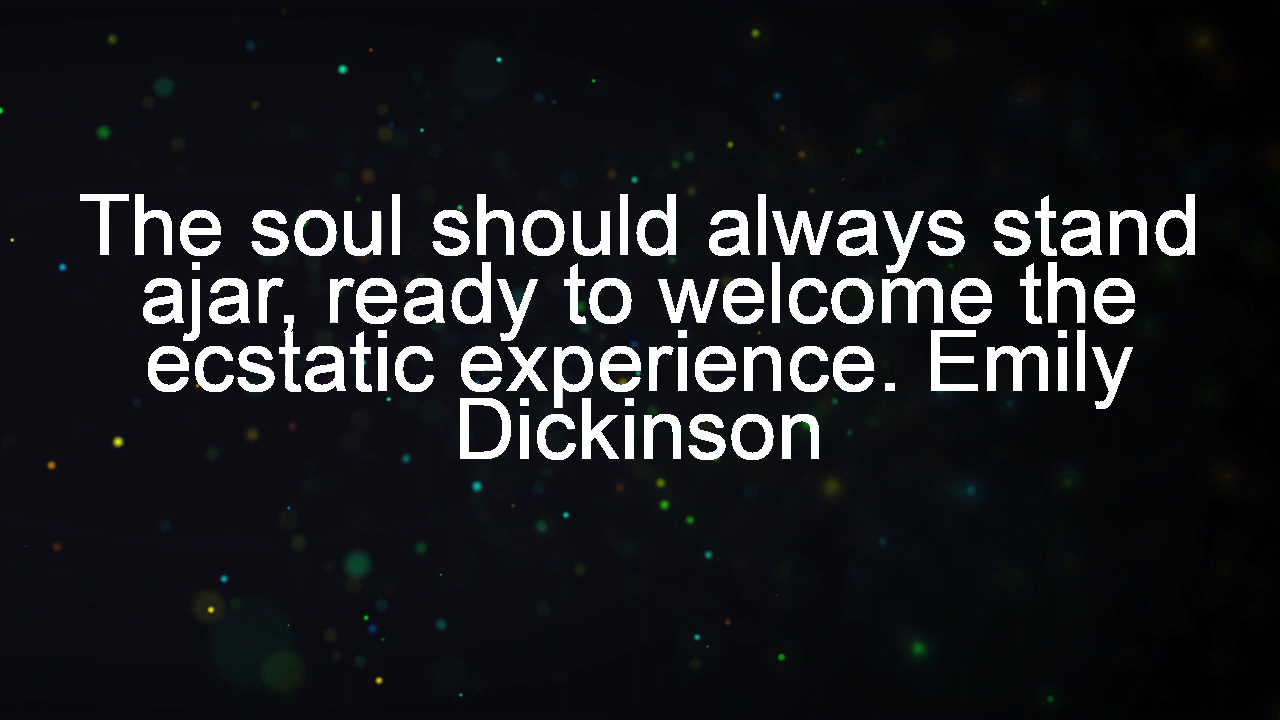 The soul should always stand
ajar, ready to welcome the
ecstatic experience. Emily
Dickinson